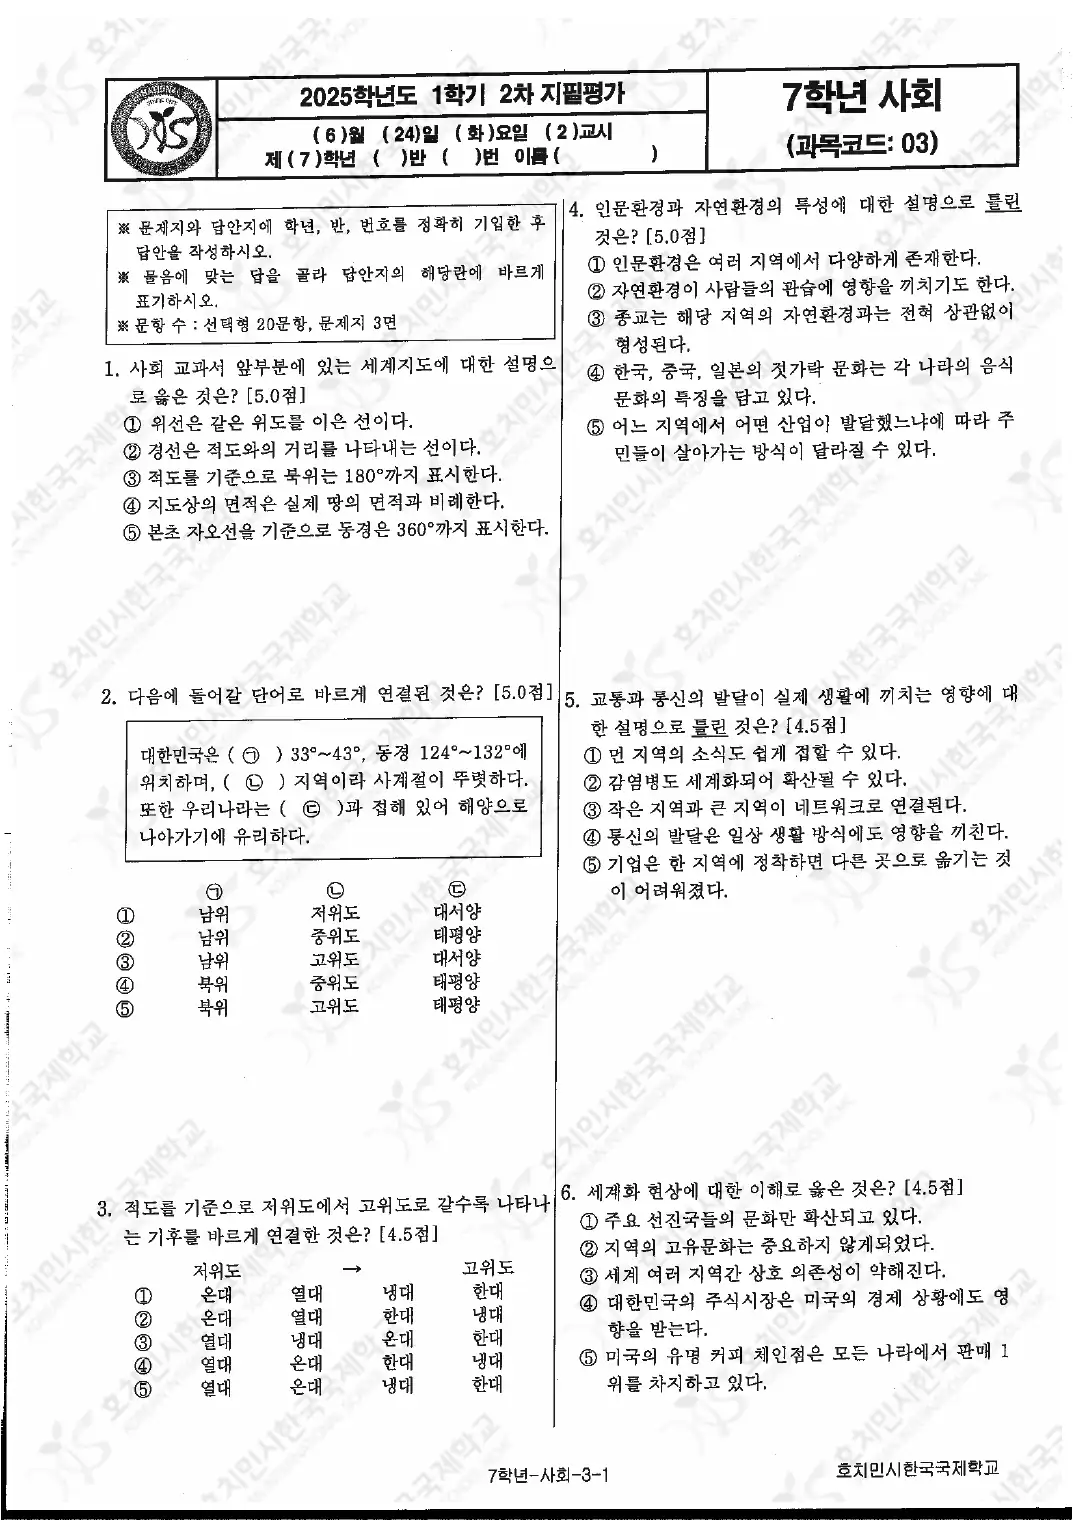 2025학년도 1학기 2차 지필평가
( 6 )월 ( 24)일 ( 화 )요일 ( 2 )교시
제 ( 7 )학년 ( )반 ( )번 이름 ( )
7학년 사회
(과목코드: 03)
※ 문제지와 답안지에 학년, 반, 번호를 정확히 기입한 후
답안을 작성하시오.
※ 물음에 맞는 답을 골라 답안지의 해당란에 바르게
표기하시오.
※ 문항 수 : 선택형 20문항, 문제지 3면
1. 사회 교과서 앞부분에 있는 세계지도에 대한 설명으
로 옳은 것은? [5.0점]
① 위선은 같은 위도를 이은 선이다.
② 경선은 적도와의 거리를 나타내는 선이다.
③ 적도를 기준으로 북위는 180°까지 표시한다.
④ 지도상의 면적은 실제 땅의 면적과 비례한다.
⑤ 본초 자오선을 기준으로 동경은 360°까지 표시한다.
2. 다음에 들어갈 단어로 바르게 연결된 것은? [5.0점]
대한민국은 ( ㉠ ) 33°~43°, 동경 124°~132°에
위치하며, ( ㉡ ) 지역이라 사계절이 뚜렷하다.
또한 우리나라는 ( ㉢ )과 접해 있어 해양으로
나아가기에 유리하다.
㉠ ㉡ ㉢
① 남위 저위도 대서양
② 남위 중위도 태평양
③ 남위 고위도 대서양
④ 북위 중위도 태평양
⑤ 북위 고위도 태평양
3. 적도를 기준으로 저위도에서 고위도로 갈수록 나타나
는 기후를 바르게 연결한 것은? [4.5점]
저위도 → 고위도
① 온대 열대 냉대 한대
② 온대 열대 한대 냉대
③ 열대 냉대 온대 한대
④ 열대 온대 한대 냉대
⑤ 열대 온대 냉대 한대
4. 인문환경과 자연환경의 특성에 대한 설명으로 틀린
것은? [5.0점]
① 인문환경은 여러 지역에서 다양하게 존재한다.
② 자연환경이 사람들의 관습에 영향을 끼치기도 한다.
③ 종교는 해당 지역의 자연환경과는 전혀 상관없이
형성된다.
④ 한국, 중국, 일본의 젓가락 문화는 각 나라의 음식
문화의 특징을 담고 있다.
⑤ 어느 지역에서 어떤 산업이 발달했느냐에 따라 주
민들이 살아가는 방식이 달라질 수 있다.
5. 교통과 통신의 발달이 실제 생활에 끼치는 영향에 대
한 설명으로 틀린 것은? [4.5점]
① 먼 지역의 소식도 쉽게 접할 수 있다.
② 감염병도 세계화되어 확산될 수 있다.
③ 작은 지역과 큰 지역이 네트워크로 연결된다.
④ 통신의 발달은 일상 생활 방식에도 영향을 끼친다.
⑤ 기업은 한 지역에 정착하면 다른 곳으로 옮기는 것
이 어려워졌다.
6. 세계화 현상에 대한 이해로 옳은 것은? [4.5점]
① 주요 선진국들의 문화만 확산되고 있다.
② 지역의 고유문화는 중요하지 않게되었다.
③ 세계 여러 지역간 상호 의존성이 약해진다.
④ 대한민국의 주식시장은 미국의 경제 상황에도 영
향을 받는다.
⑤ 미국의 유명 커피 체인점은 모든 나라에서 판매 1
위를 차지하고 있다.
7학년-사회-3-1
호치민시한국국제학교